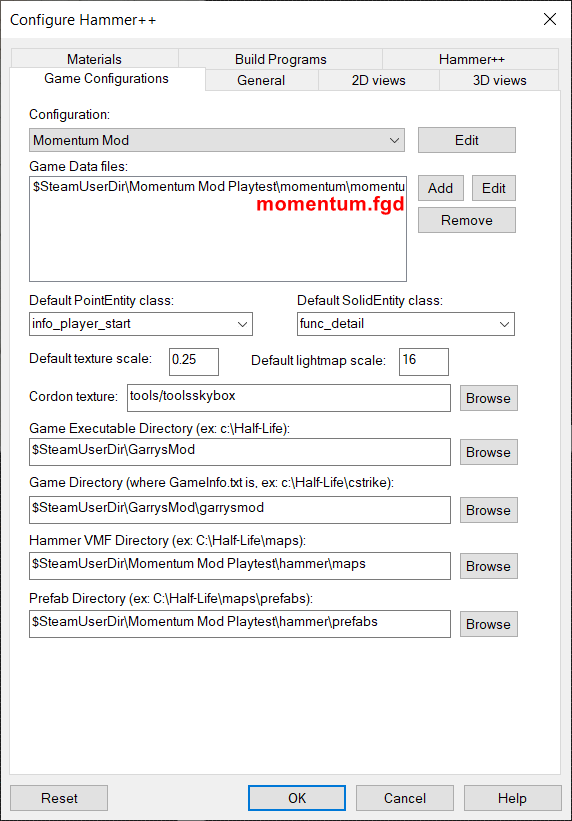 Configure Hammer++
Materials
Build Programs
Hammer++
Game Configurations
General
2D views
3D views
Configuration:
Momentum Mod
Edit
Game Data files:
$SteamUserDir\Momentum Mod Playtest\momentum\momentu
momentum.fgd
Add
Edit
Remove
Default PointEntity class:
Default SolidEntity class:
info_player_start
func_detail
Default texture scale:
0.25
Default lightmap scale:
16
Cordon texture:
tools/toolsskybox
Browse
Game Executable Directory (ex: c:\Half-Life):
$SteamUserDir\GarrysMod
Browse
Game Directory (where GameInfo.txt is, ex: c:\Half-Life\cstrike):
$SteamUserDir\GarrysMod\garrysmod
Browse
Hammer VMF Directory (ex: C:\Half-Life\maps):
$SteamUserDir\Momentum Mod Playtest\hammer\maps
Browse
Prefab Directory (ex: C:\Half-Life\maps\prefabs):
$SteamUserDir\Momentum Mod Playtest\hammer\prefabs
Browse
Reset
OK
Cancel
Help